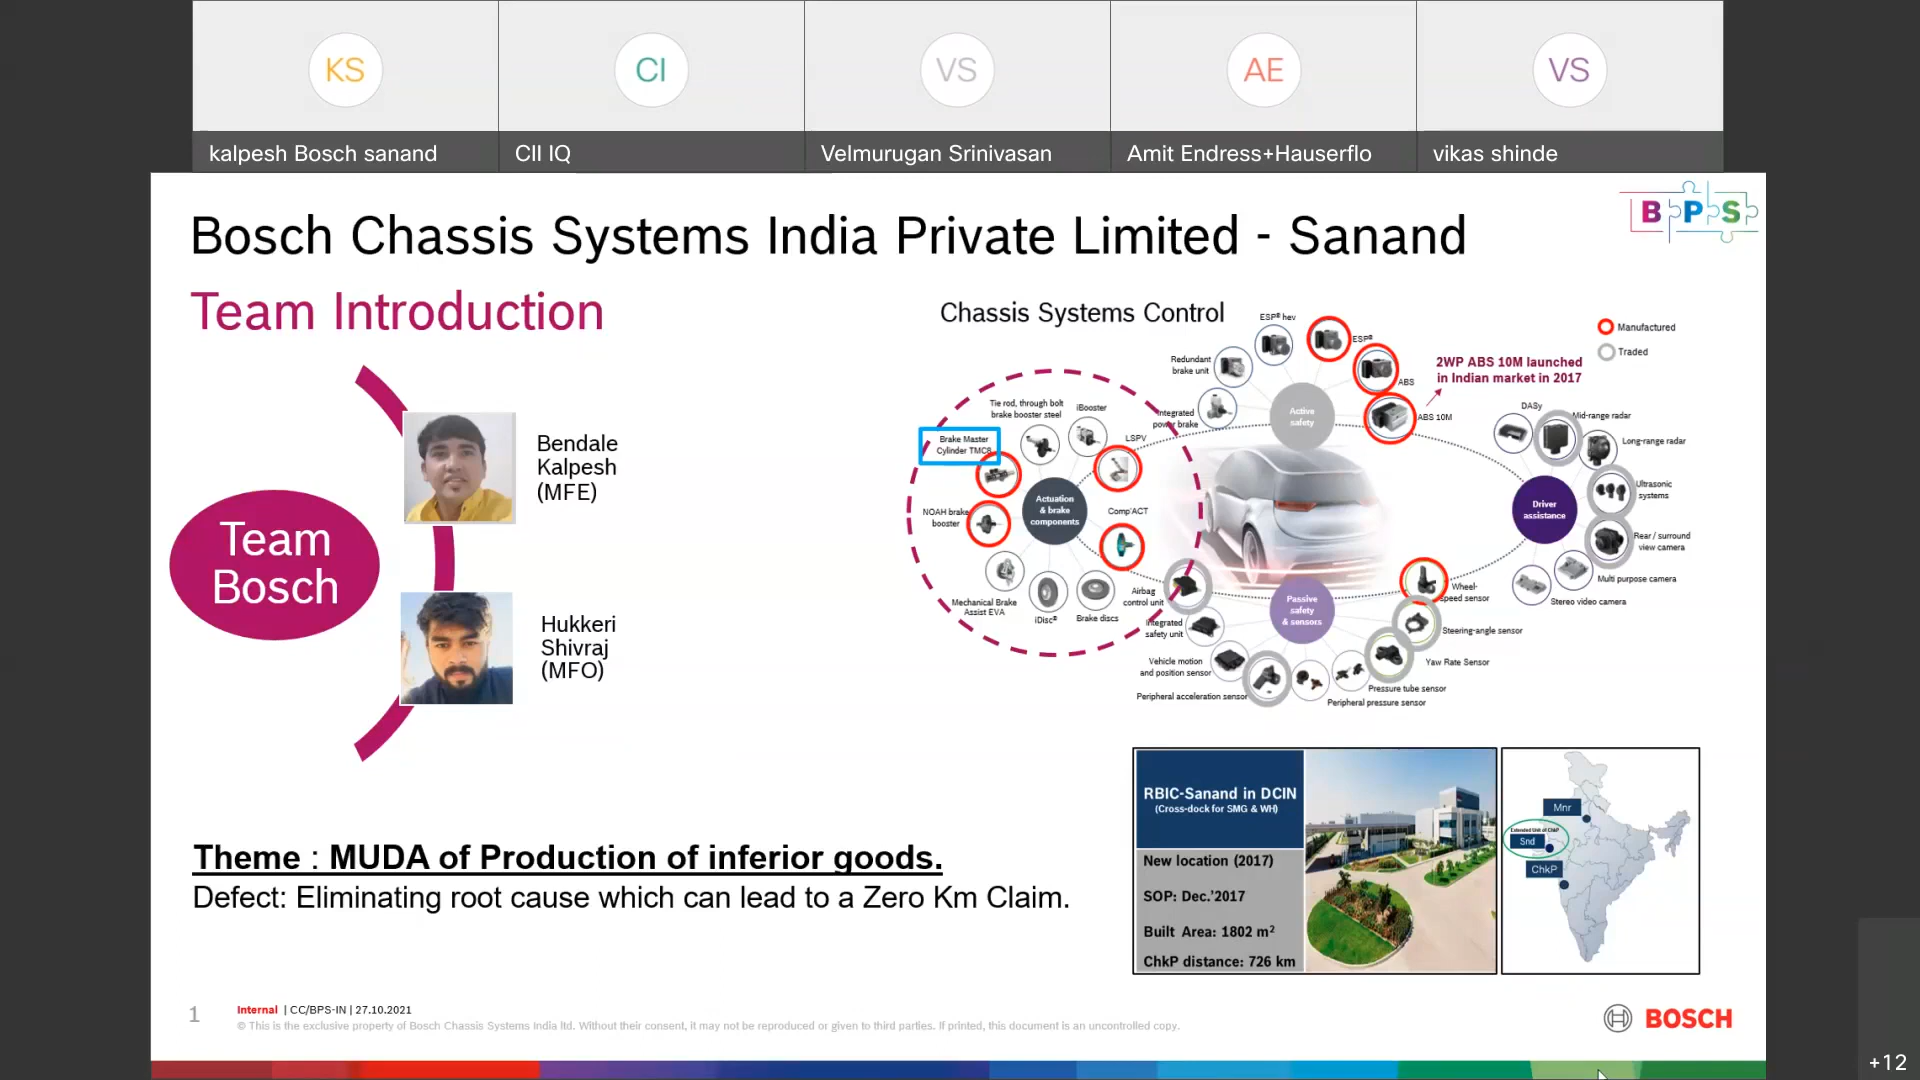 KS
CI
VS
AE
VS
kalpesh Bosch sanand
CII IQ
Velmurugan Srinivasan
Amit Endress+Hauserflo
vikas shinde
Bosch Chassis Systems India Private Limited - Sanand
B P S
Team Introduction
Team
Bosch
Bendale
Kalpesh
(MFE)
Hukkeri
Shivraj
(MFO)
Chassis Systems Control
Manufactured
Traded
2WP ABS 10M launched
in Indian market in 2017
ESP® hev
ESP®
ABS
ABS 10M
Redundant
brake unit
Integrated
power brake
Active
safety
Tie rod, through bolt
brake booster steel
iBooster
LSPV
Brake Master
Cylinder TMC8
NOAH brake
booster
Actuation
& brake
components
Comp'ACT
Mechanical Brake
Assist EVA
iDisc®
Brake discs
DASy
Mid-range radar
Long-range radar
Ultrasonic
systems
Driver
assistance
Rear / surround
view camera
Multi purpose camera
Stereo video camera
Airbag
control unit
Integrated
safety unit
Passive
safety
& sensors
Wheel-
speed sensor
Steering-angle sensor
Yaw Rate Sensor
Vehicle motion
and position sensor
Pressure tube sensor
Peripheral acceleration sensor
Peripheral pressure sensor
RBIC-Sanand in DCIN
(Cross-dock for SMG & WH)
New location (2017)
SOP: Dec.'2017
Built Area: 1802 m²
ChkP distance: 726 km
Mnr
Extended Unit of ChkP
Snd
ChkP
Theme : MUDA of Production of inferior goods.
Defect: Eliminating root cause which can lead to a Zero Km Claim.
1
Internal | CC/BPS-IN | 27.10.2021
© This is the exclusive property of Bosch Chassis Systems India ltd. Without their consent, it may not be reproduced or given to third parties. If printed, this document is an uncontrolled copy.
BOSCH
+12